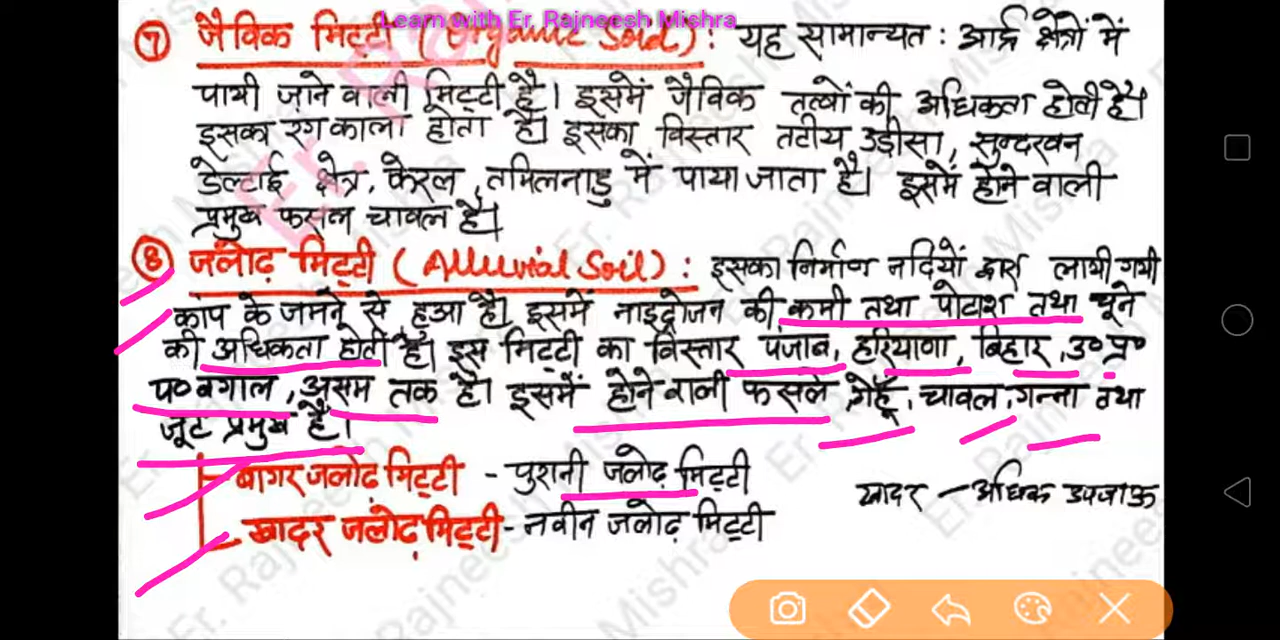 Learn with Er. Rajneesh Mishra
⑦ जैविक मिट्टी (Organic Soil) : यह सामान्यत : आर्द्र क्षेत्रों में
पायी जाने वाली मिट्टी है। इसमें जैविक तत्वों की अधिकता होती है।
इसका रंग काला होता है। इसका विस्तार तटीय उड़ीसा, सुन्दरवन
डेल्टाई क्षेत्र, केरल, तमिलनाडु में पाया जाता है। इसमें होने वाली
प्रमुख फसल चावल है।
⑧ जलोढ़ मिट्टी (Alluvial Soil) : इसका निर्माण नदियों द्वारा लायी गयी
कांप के जमने से हुआ है। इसमें नाइट्रोजन की कमी तथा पोटाश तथा चूने
की अधिकता होती है। इस मिट्टी का विस्तार पंजाब, हरियाणा, बिहार, उ० प्र०
प० बंगाल, असम तक है। इसमें होने वाली फसलें गेहूँ, चावल, गन्ना तथा
जूट प्रमुख है।
बागर जलोढ़ मिट्टी - पुरानी जलोढ़ मिट्टी
खादर - अधिक उपजाऊ
खादर जलोढ़ मिट्टी - नवीन जलोढ़ मिट्टी